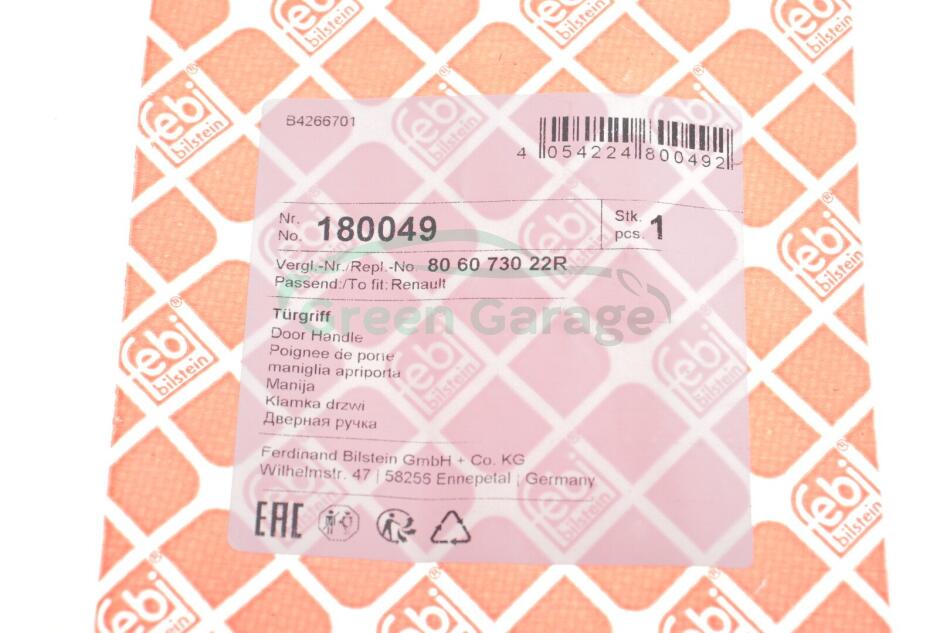 B4266701
4 054224 800492
Nr.
No. 180049
Stk.
pcs. 1
Vergl.-Nr./Repl.-No. 80 60 730 22R
Passend:/To fit: Renault
Green Garage
Türgriff
Door Handle
Poignee de porte
maniglia apriporta
Manija
Klamka drzwi
Дверная ручка
Ferdinand Bilstein GmbH + Co. KG
Wilhelmstr. 47 | 58256 Ennepetal | Germany
EAC
febi
bilstein